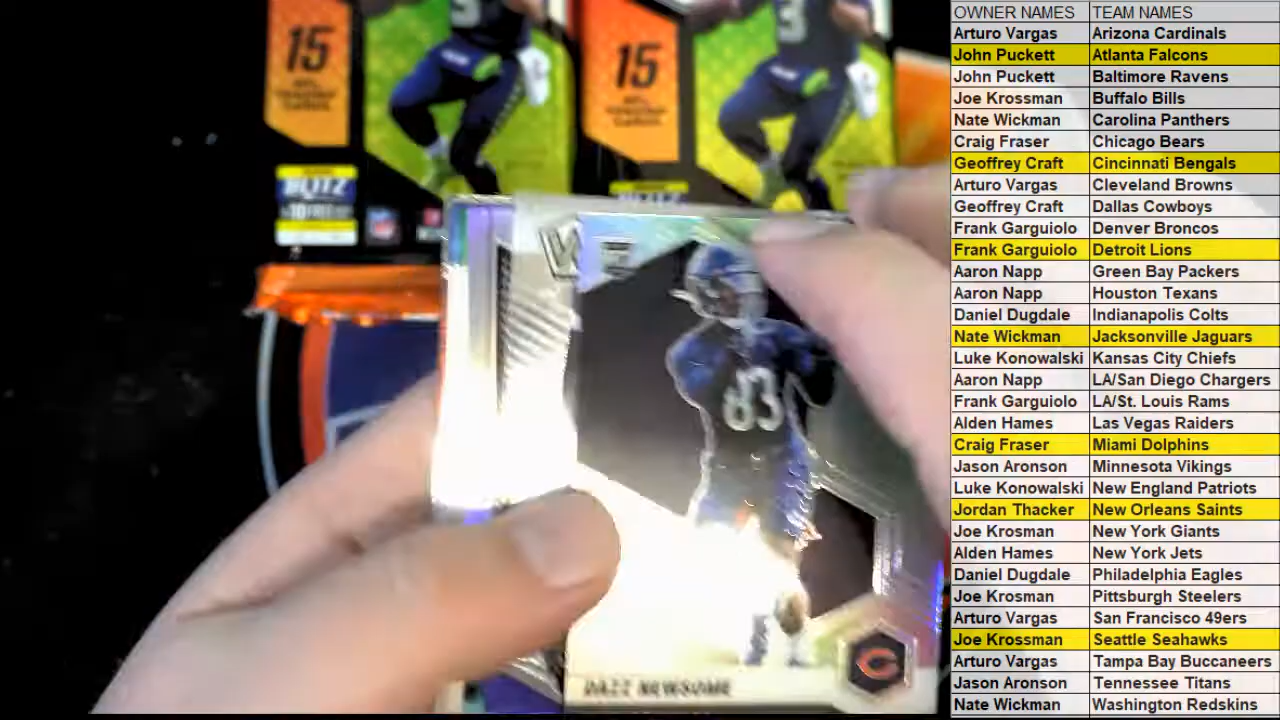 OWNER NAMES TEAM NAMES
Arturo Vargas Arizona Cardinals
John Puckett Atlanta Falcons
John Puckett Baltimore Ravens
Joe Krossman Buffalo Bills
Nate Wickman Carolina Panthers
Craig Fraser Chicago Bears
Geoffrey Craft Cincinnati Bengals
Arturo Vargas Cleveland Browns
Geoffrey Craft Dallas Cowboys
Frank Garguiolo Denver Broncos
Frank Garguiolo Detroit Lions
Aaron Napp Green Bay Packers
Aaron Napp Houston Texans
Daniel Dugdale Indianapolis Colts
Nate Wickman Jacksonville Jaguars
Luke Konowalski Kansas City Chiefs
Aaron Napp LA/San Diego Chargers
Frank Garguiolo LA/St. Louis Rams
Alden Hames Las Vegas Raiders
Craig Fraser Miami Dolphins
Jason Aronson Minnesota Vikings
Luke Konowalski New England Patriots
Jordan Thacker New Orleans Saints
Joe Krosman New York Giants
Alden Hames New York Jets
Daniel Dugdale Philadelphia Eagles
Joe Krosman Pittsburgh Steelers
Arturo Vargas San Francisco 49ers
Joe Krossman Seattle Seahawks
Arturo Vargas Tampa Bay Buccaneers
Jason Aronson Tennessee Titans
Nate Wickman Washington Redskins
3
15
15
BLITZ
83
C
DAZZ NEWSOME